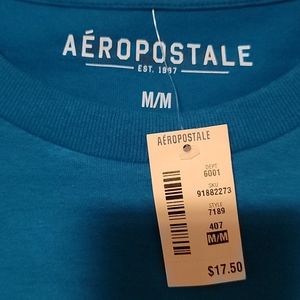 AÉROPOSTALE
EST. 1987
M/M
AÉROPOSTALE
DEPT
6001
SKU
91882273
STYLE
7189
407
M/M
$17.50